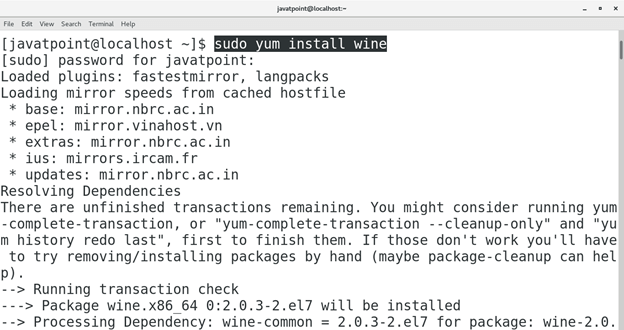 javatpoint@localhost:~
File Edit View Search Terminal Help
[javatpoint@localhost ~]$ sudo yum install wine
[sudo] password for javatpoint:
Loaded plugins: fastestmirror, langpacks
Loading mirror speeds from cached hostfile
 * base: mirror.nbrc.ac.in
 * epel: mirror.vinahost.vn
 * extras: mirror.nbrc.ac.in
 * ius: mirrors.ircam.fr
 * updates: mirror.nbrc.ac.in
Resolving Dependencies
There are unfinished transactions remaining. You might consider running yum
-complete-transaction, or "yum-complete-transaction --cleanup-only" and "yu
m history redo last", first to finish them. If those don't work you'll have
 to try removing/installing packages by hand (maybe package-cleanup can hel
p).
--> Running transaction check
---> Package wine.x86_64 0:2.0.3-2.el7 will be installed
--> Processing Dependency: wine-common = 2.0.3-2.el7 for package: wine-2.0.